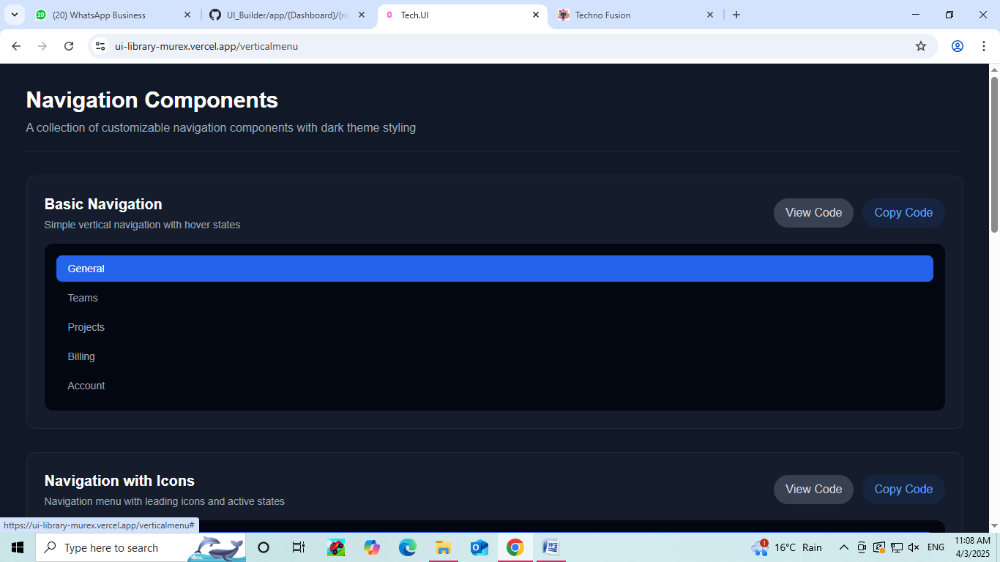 (20) WhatsApp Business
UI_Builder/app/(Dashboard)/(ro
Tech.UI
Techno Fusion
ui-library-murex.vercel.app/verticalmenu
Navigation Components
A collection of customizable navigation components with dark theme styling
Basic Navigation
Simple vertical navigation with hover states
View Code
Copy Code
General
Teams
Projects
Billing
Account
Navigation with Icons
Navigation menu with leading icons and active states
View Code
Copy Code
https://ui-library-murex.vercel.app/verticalmenu#
Type here to search
1
16°C Rain
ENG
11:08 AM
4/3/2025